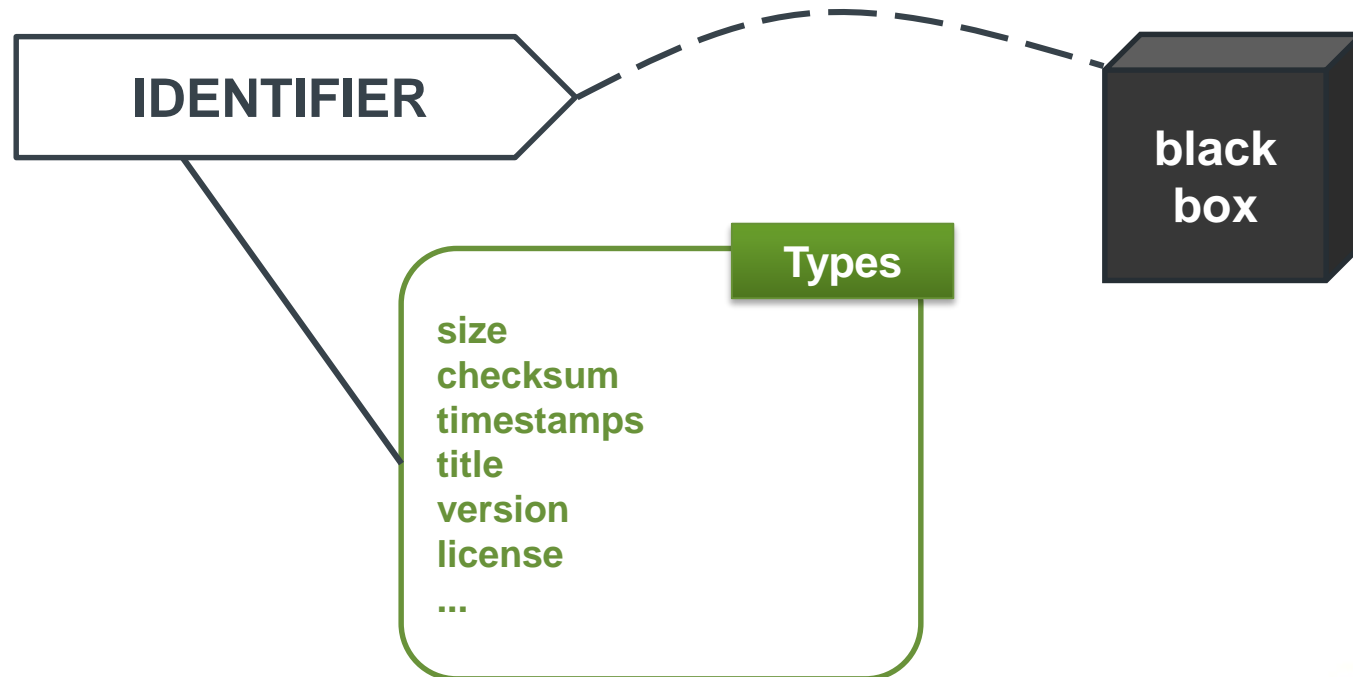 IDENTIFIER
black
box
Types
size
checksum
timestamps
title
version
license
...